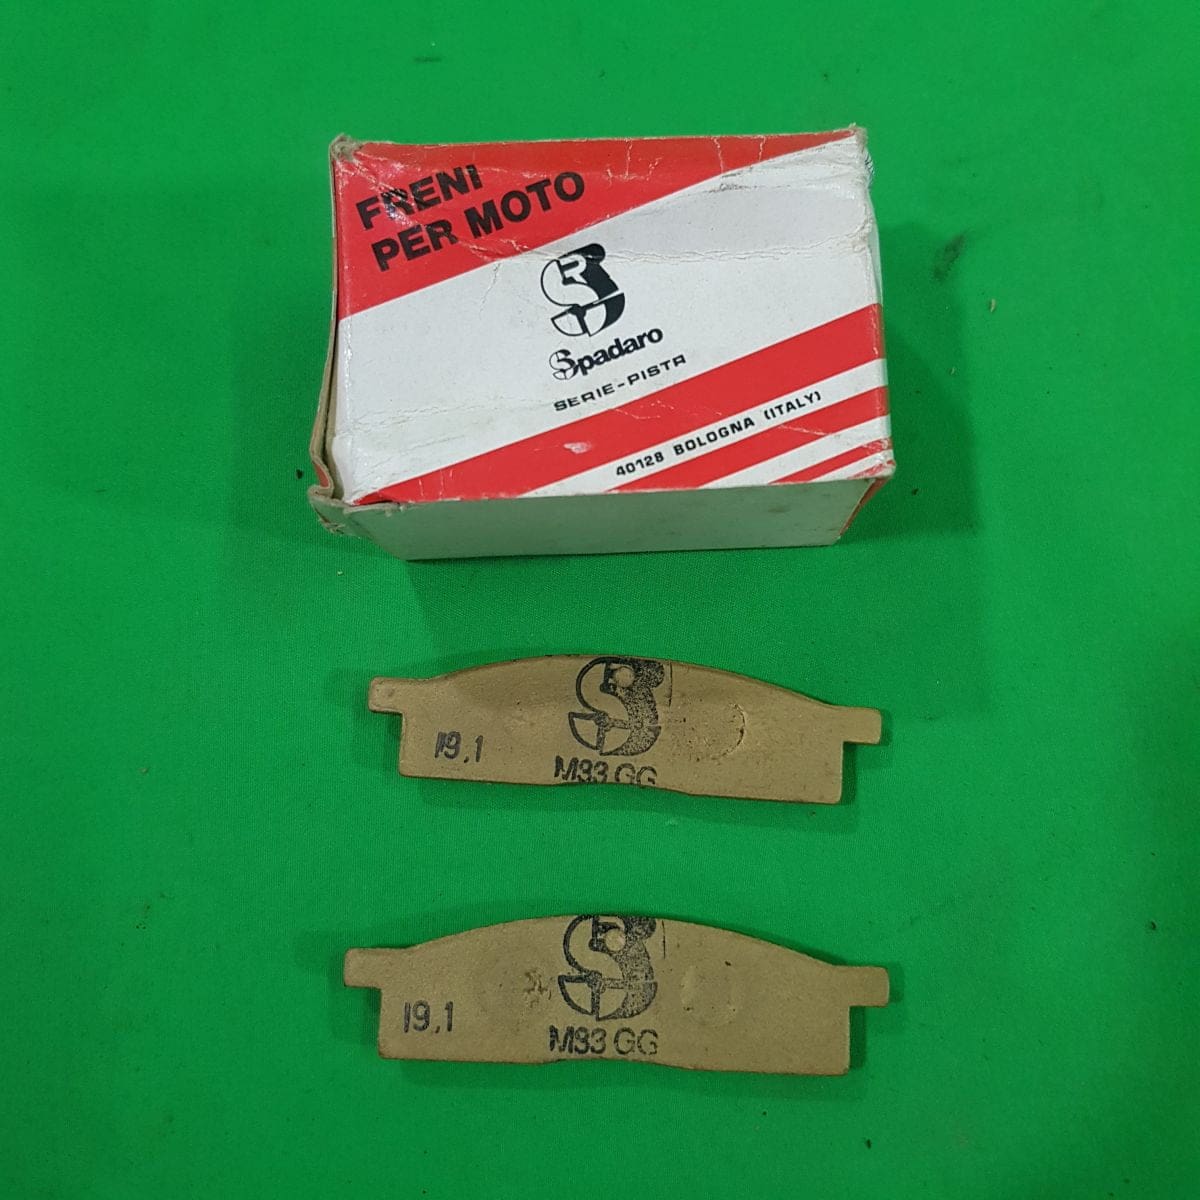 FRENI
PER MOTO
Spadaro
SERIE-PISTA
40128 BOLOGNA (ITALY)
19.1
M33 GG
19.1
M33 GG